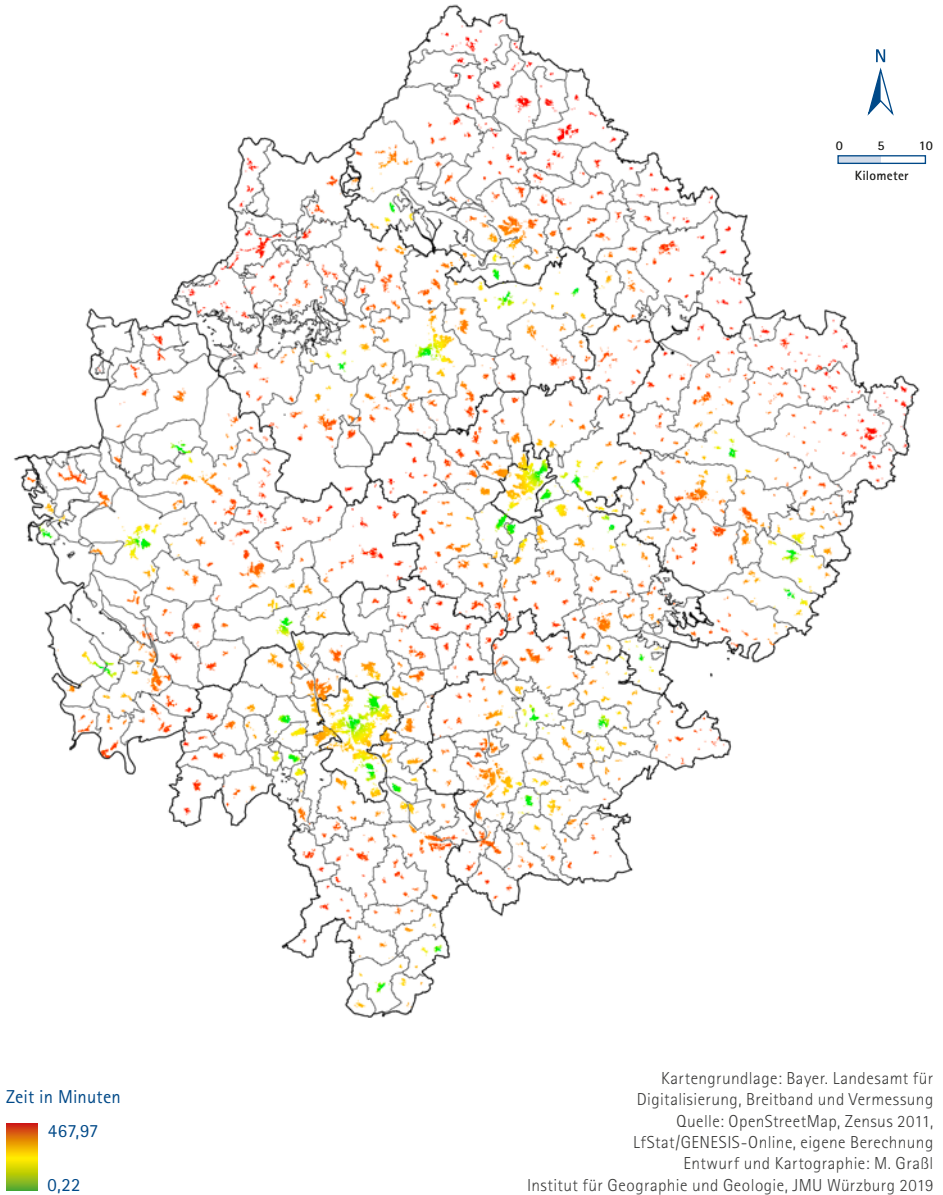 N
0 5 10
Kilometer
Zeit in Minuten
467,97
0,22
Kartengrundlage: Bayer. Landesamt für
Digitalisierung, Breitband und Vermessung
Quelle: OpenStreetMap, Zensus 2011,
LfStat/GENESIS-Online, eigene Berechnung
Entwurf und Kartographie: M. Graßl
Institut für Geographie und Geologie, JMU Würzburg 2019